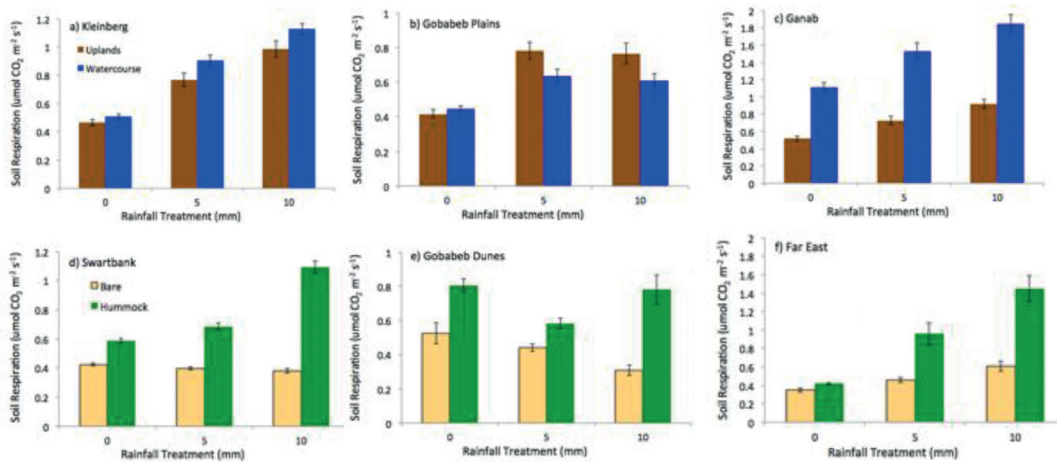 a) Kleinberg
Uplands
Watercourse
Soil Respiration (umol CO₂ m⁻² s⁻¹)
1.2
1
0.8
0.6
0.4
0.2
0
0 5 10
Rainfall Treatment (mm)
b) Gobabeb Plains
Soil Respiration (umol CO₂ m⁻² s⁻¹)
1
0.8
0.6
0.4
0.2
0
0 5 10
Rainfall Treatment (mm)
c) Ganab
Soil Respiration (umol CO₂ m⁻² s⁻¹)
2
1.8
1.6
1.4
1.2
1
0.8
0.6
0.4
0.2
0
0 5 10
Rainfall Treatment (mm)
d) Swartbank
Bare
Hummock
Soil Respiration (umol CO₂ m⁻² s⁻¹)
1.2
1
0.8
0.6
0.4
0.2
0
0 5 10
Rainfall Treatment (mm)
e) Gobabeb Dunes
Soil Respiration (umol CO₂ m⁻² s⁻¹)
1
0.8
0.6
0.4
0.2
0
0 5 10
Rainfall Treatment (mm)
f) Far East
Soil Respiration (umol CO₂ m⁻² s⁻¹)
2
1.8
1.6
1.4
1.2
1
0.8
0.6
0.4
0.2
0
0 5 10
Rainfall Treatment (mm)